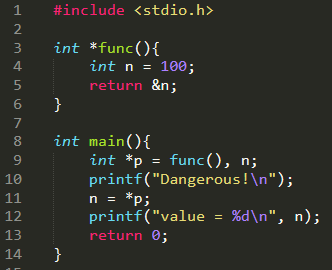 1 #include <stdio.h>
2
3 int *func(){
4     int n = 100;
5     return &n;
6 }
7
8 int main(){
9     int *p = func(), n;
10     printf("Dangerous!\n");
11     n = *p;
12     printf("value = %d\n", n);
13     return 0;
14 }